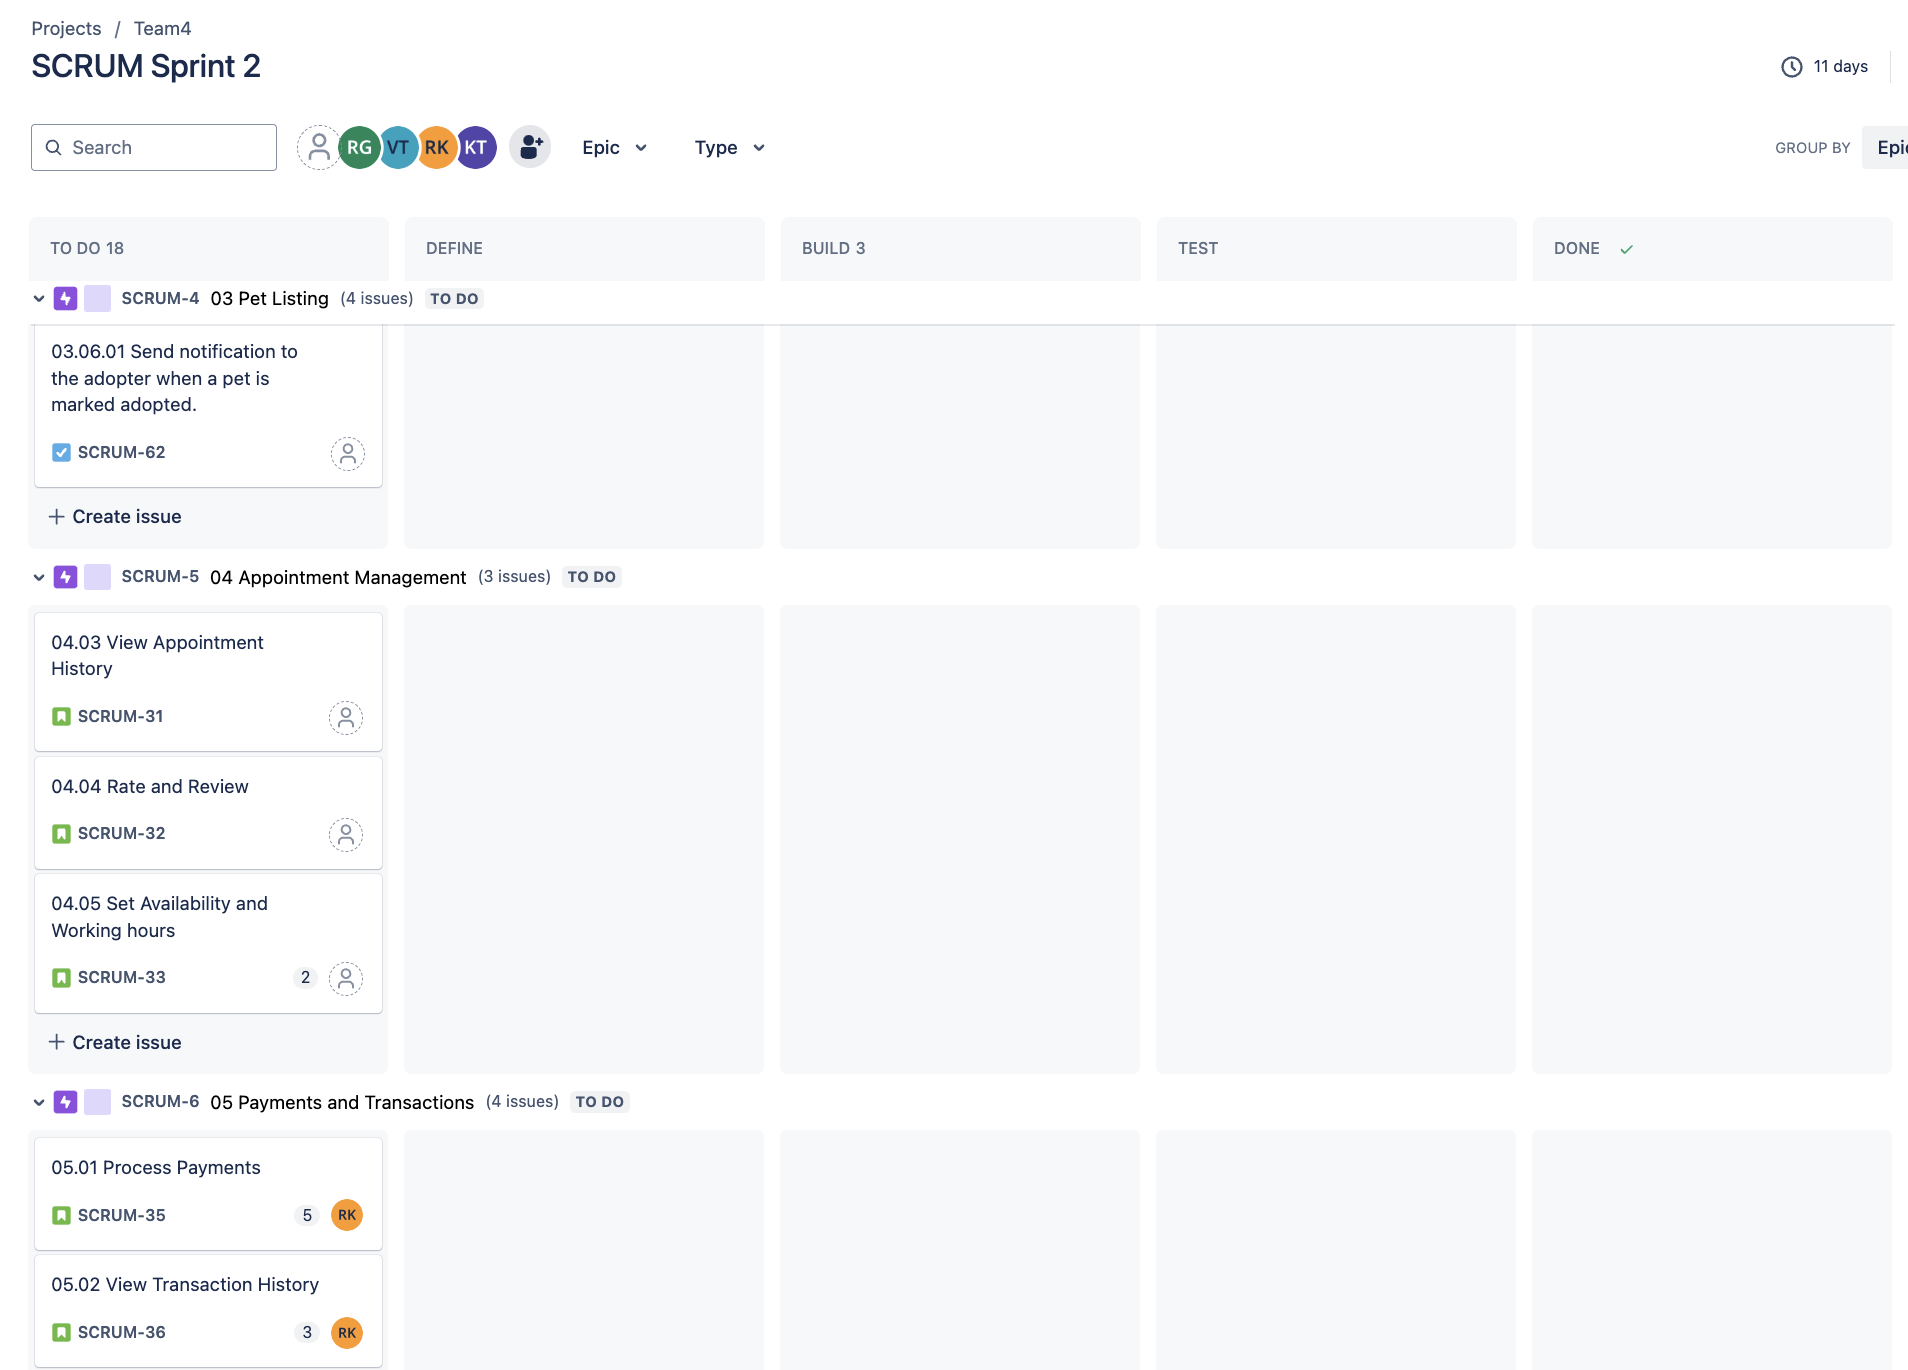 Projects / Team4
SCRUM Sprint 2
11 days
Search
RG VT RK KT
Epic
Type
GROUP BY
TO DO 18
DEFINE
BUILD 3
TEST
DONE
SCRUM-4 03 Pet Listing (4 issues) TO DO
03.06.01 Send notification to
the adopter when a pet is
marked adopted.
SCRUM-62
+ Create issue
SCRUM-5 04 Appointment Management (3 issues) TO DO
04.03 View Appointment
History
SCRUM-31
04.04 Rate and Review
SCRUM-32
04.05 Set Availability and
Working hours
SCRUM-33 2
+ Create issue
SCRUM-6 05 Payments and Transactions (4 issues) TO DO
05.01 Process Payments
SCRUM-35 5 RK
05.02 View Transaction History
SCRUM-36 3 RK